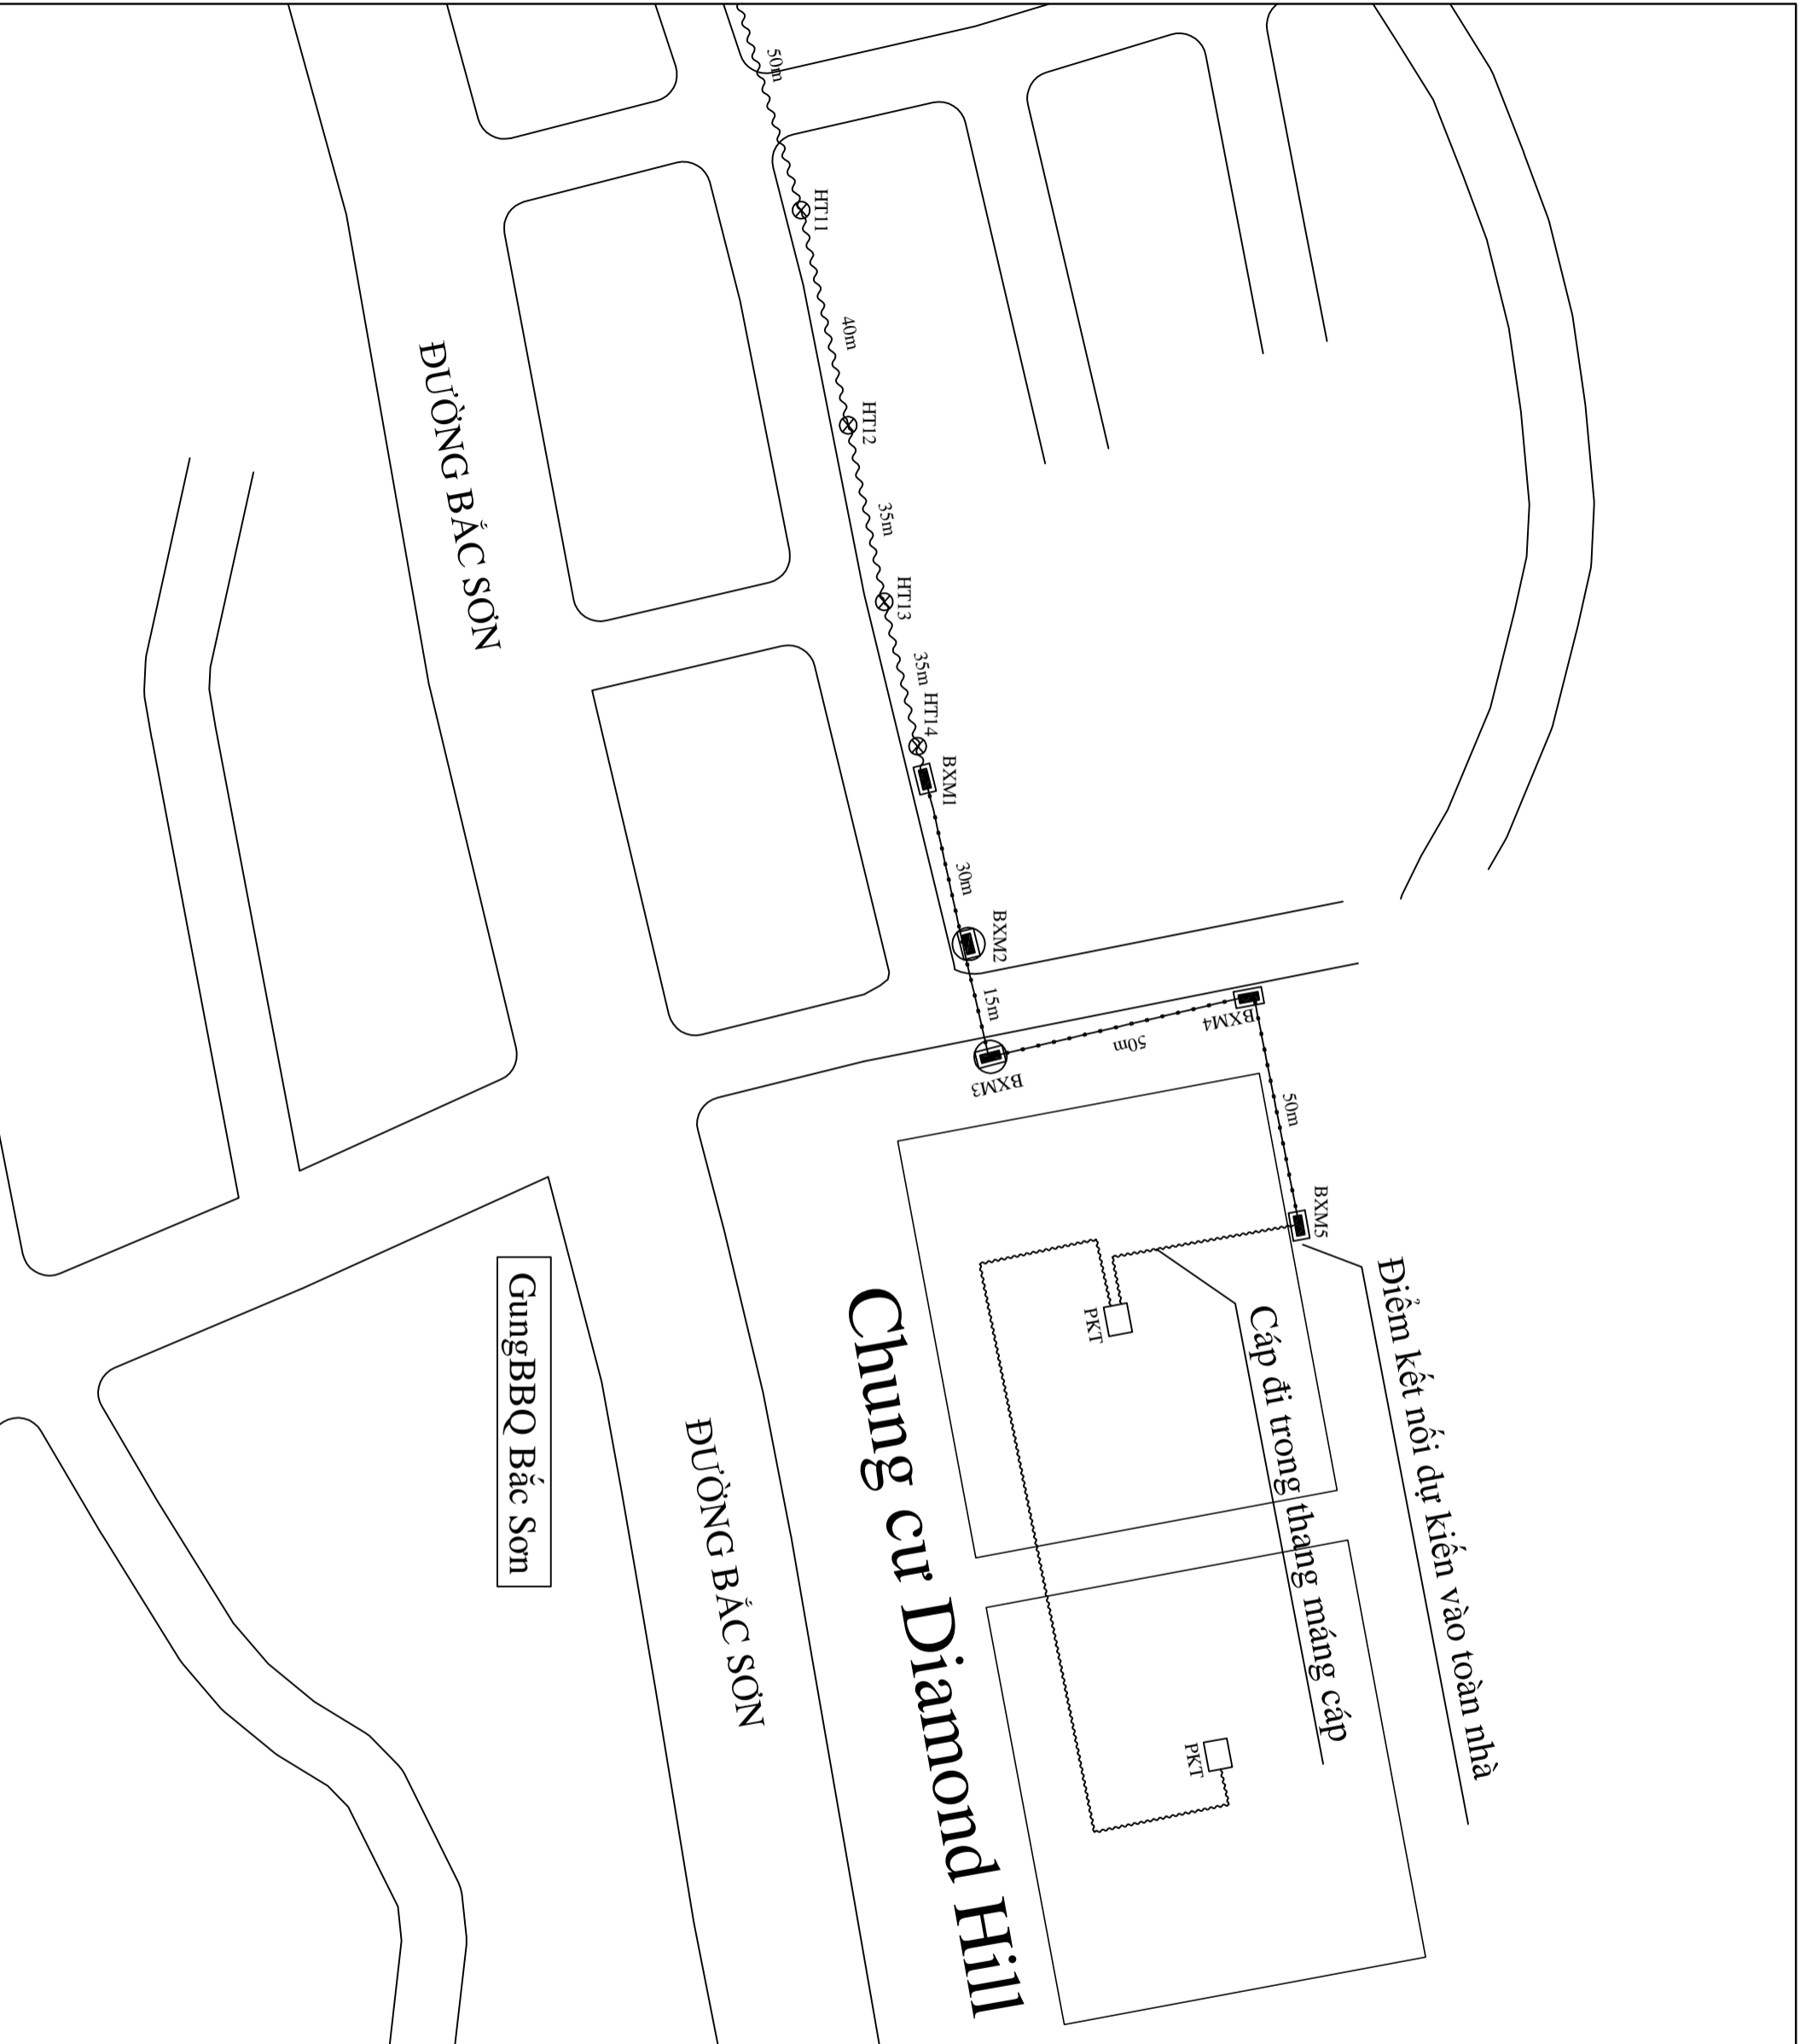 50m
HT11
40m
HT12
35m
HT13
35m
HT14
BXM1
30m
BXM2
15m
BXM3
50m
BXM4
50m
BXM5
Điểm kết nối dự kiến vào toàn nhà
Cáp đi trong thang máng cáp
PKT
PKT
Chung cư Diamond Hill
ĐƯỜNG BẮC SƠN
ĐƯỜNG BẮC SƠN
GungBBQ Bắc Sơn